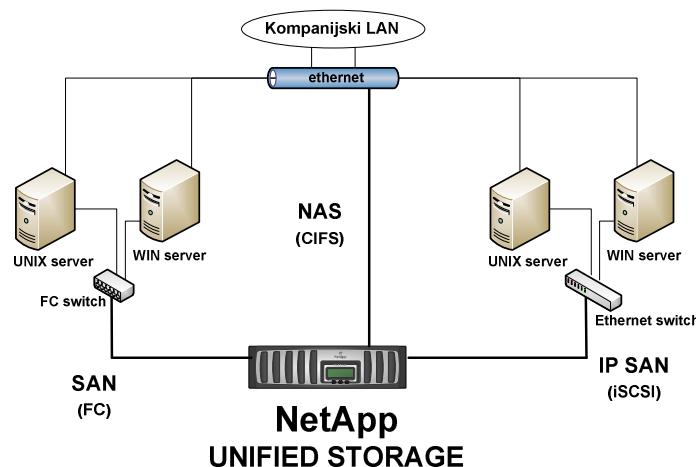 Kompanijski LAN
ethernet
NAS
(CIFS)
UNIX server
WIN server
UNIX server
WIN server
FC switch
Ethernet switch
SAN
(FC)
IP SAN
(iSCSI)
NetApp
UNIFIED STORAGE